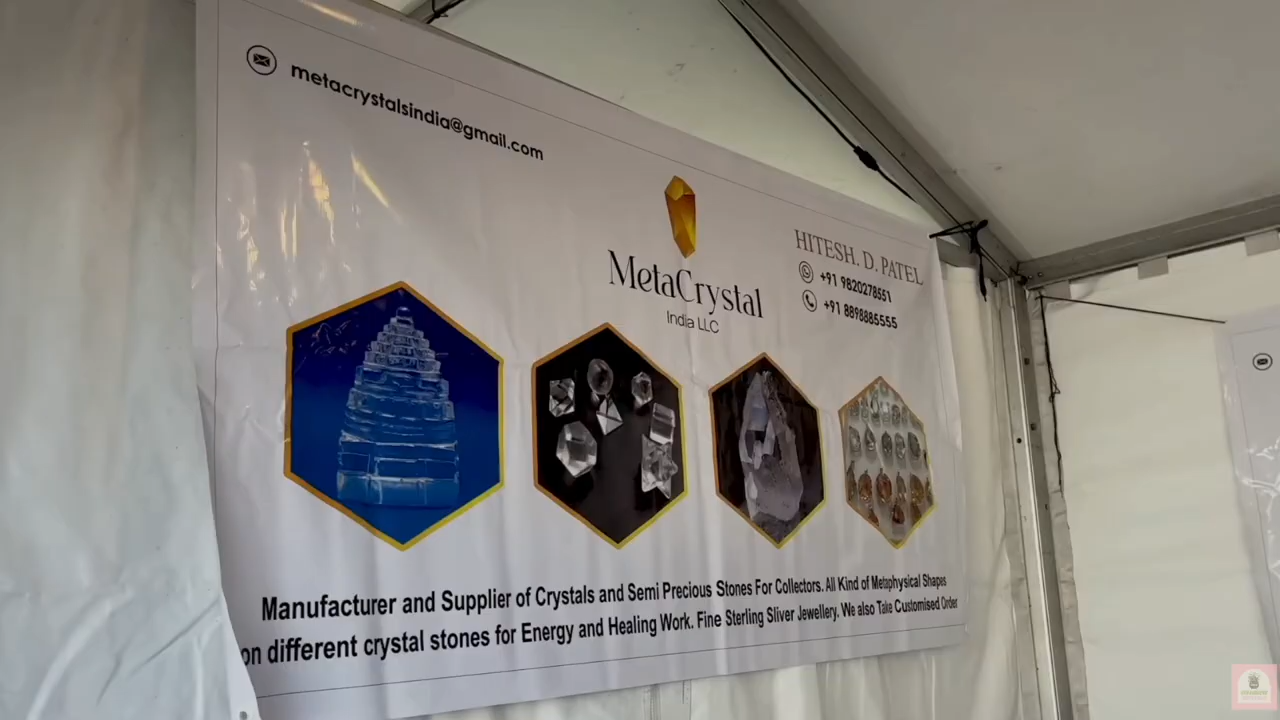 metacrystalsindia@gmail.com
MetaCrystal
India LLC
HITESH. D. PATEL
+91 9820278551
+91 8898885555
Manufacturer and Supplier of Crystals and Semi Precious Stones For Collectors. All Kind of Metaphysical Shapes
on different crystal stones for Energy and Healing Work. Fine Sterling Sliver Jewellery. We also Take Customised Order